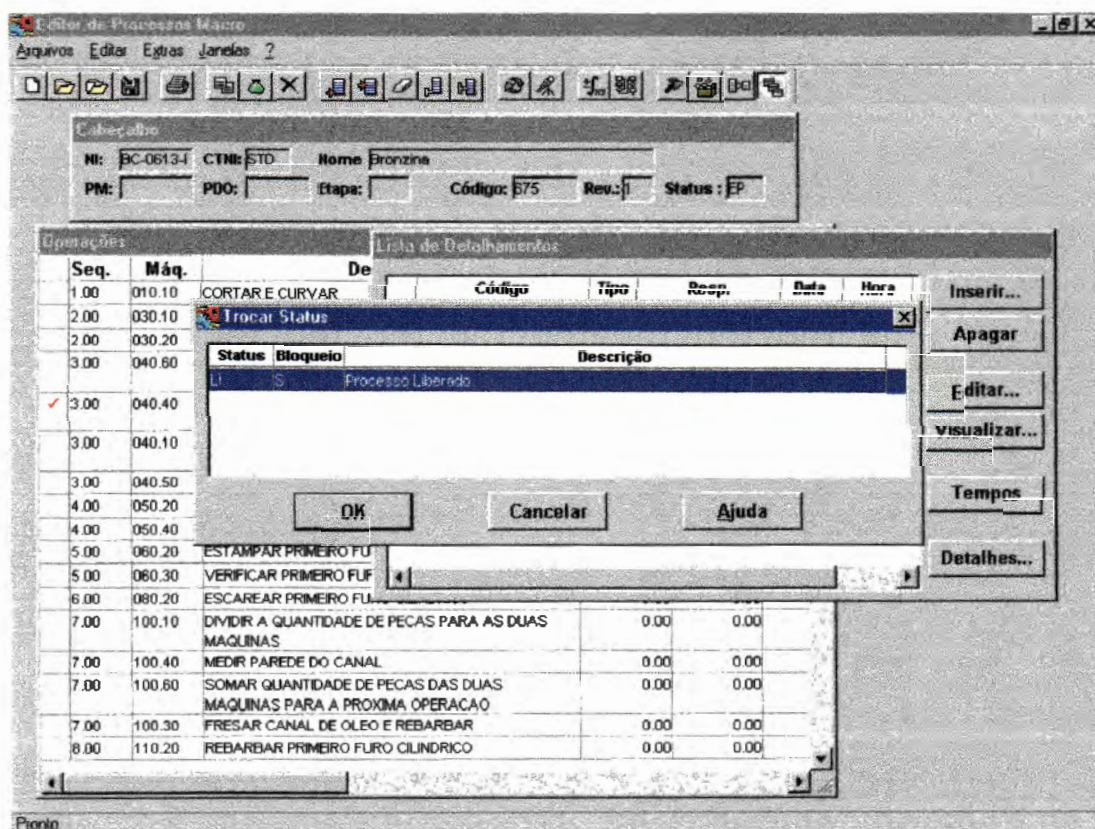 Editor de Processos Macro
Arquivos Editar Extras Janelas ?
Cabeçalho
NI: BC-0613-I CTNI: STD Nome Bronzina
PM: PDO: Etapa: Código: 675 Rev.: 1 Status : EP
Operações
Lista de Detalhamentos
Seq. Máq. De
Código Tipo Resp. Data Hora
Inserir...
Apagar
Editar...
Visualizar...
Tempos
Detalhes...
1.00 010.10 CORTAR E CURVAR
2.00 030.10
2.00 030.20
3.00 040.60
3.00 040.40
3.00 040.10
3.00 040.50
4.00 050.20
4.00 050.40
Trocar Status
Status Bloqueio Descrição
LI S Processo Liberado
OK Cancelar Ajuda
5.00 060.20 ESTAMPAR PRIMEIRO FU
5.00 060.30 VERIFICAR PRIMEIRO FUF
6.00 080.20 ESCAREAR PRIMEIRO 0.00 0.00
7.00 100.10 DIVIDIR A QUANTIDADE DE PECAS PARA AS DUAS 0.00 0.00
MAQUINAS
7.00 100.40 MEDIR PAREDE DO CANAL 0.00 0.00
7.00 100.60 SOMAR QUANTIDADE DE PECAS DAS DUAS 0.00 0.00
MAQUINAS PARA A PROXIMA OPERACAO
7.00 100.30 FRESAR CANAL DE OLEO E REBARBAR 0.00 0.00
8.00 110.20 REBARBAR PRIMEIRO FURO CILINDRICO 0.00 0.00
Pronto